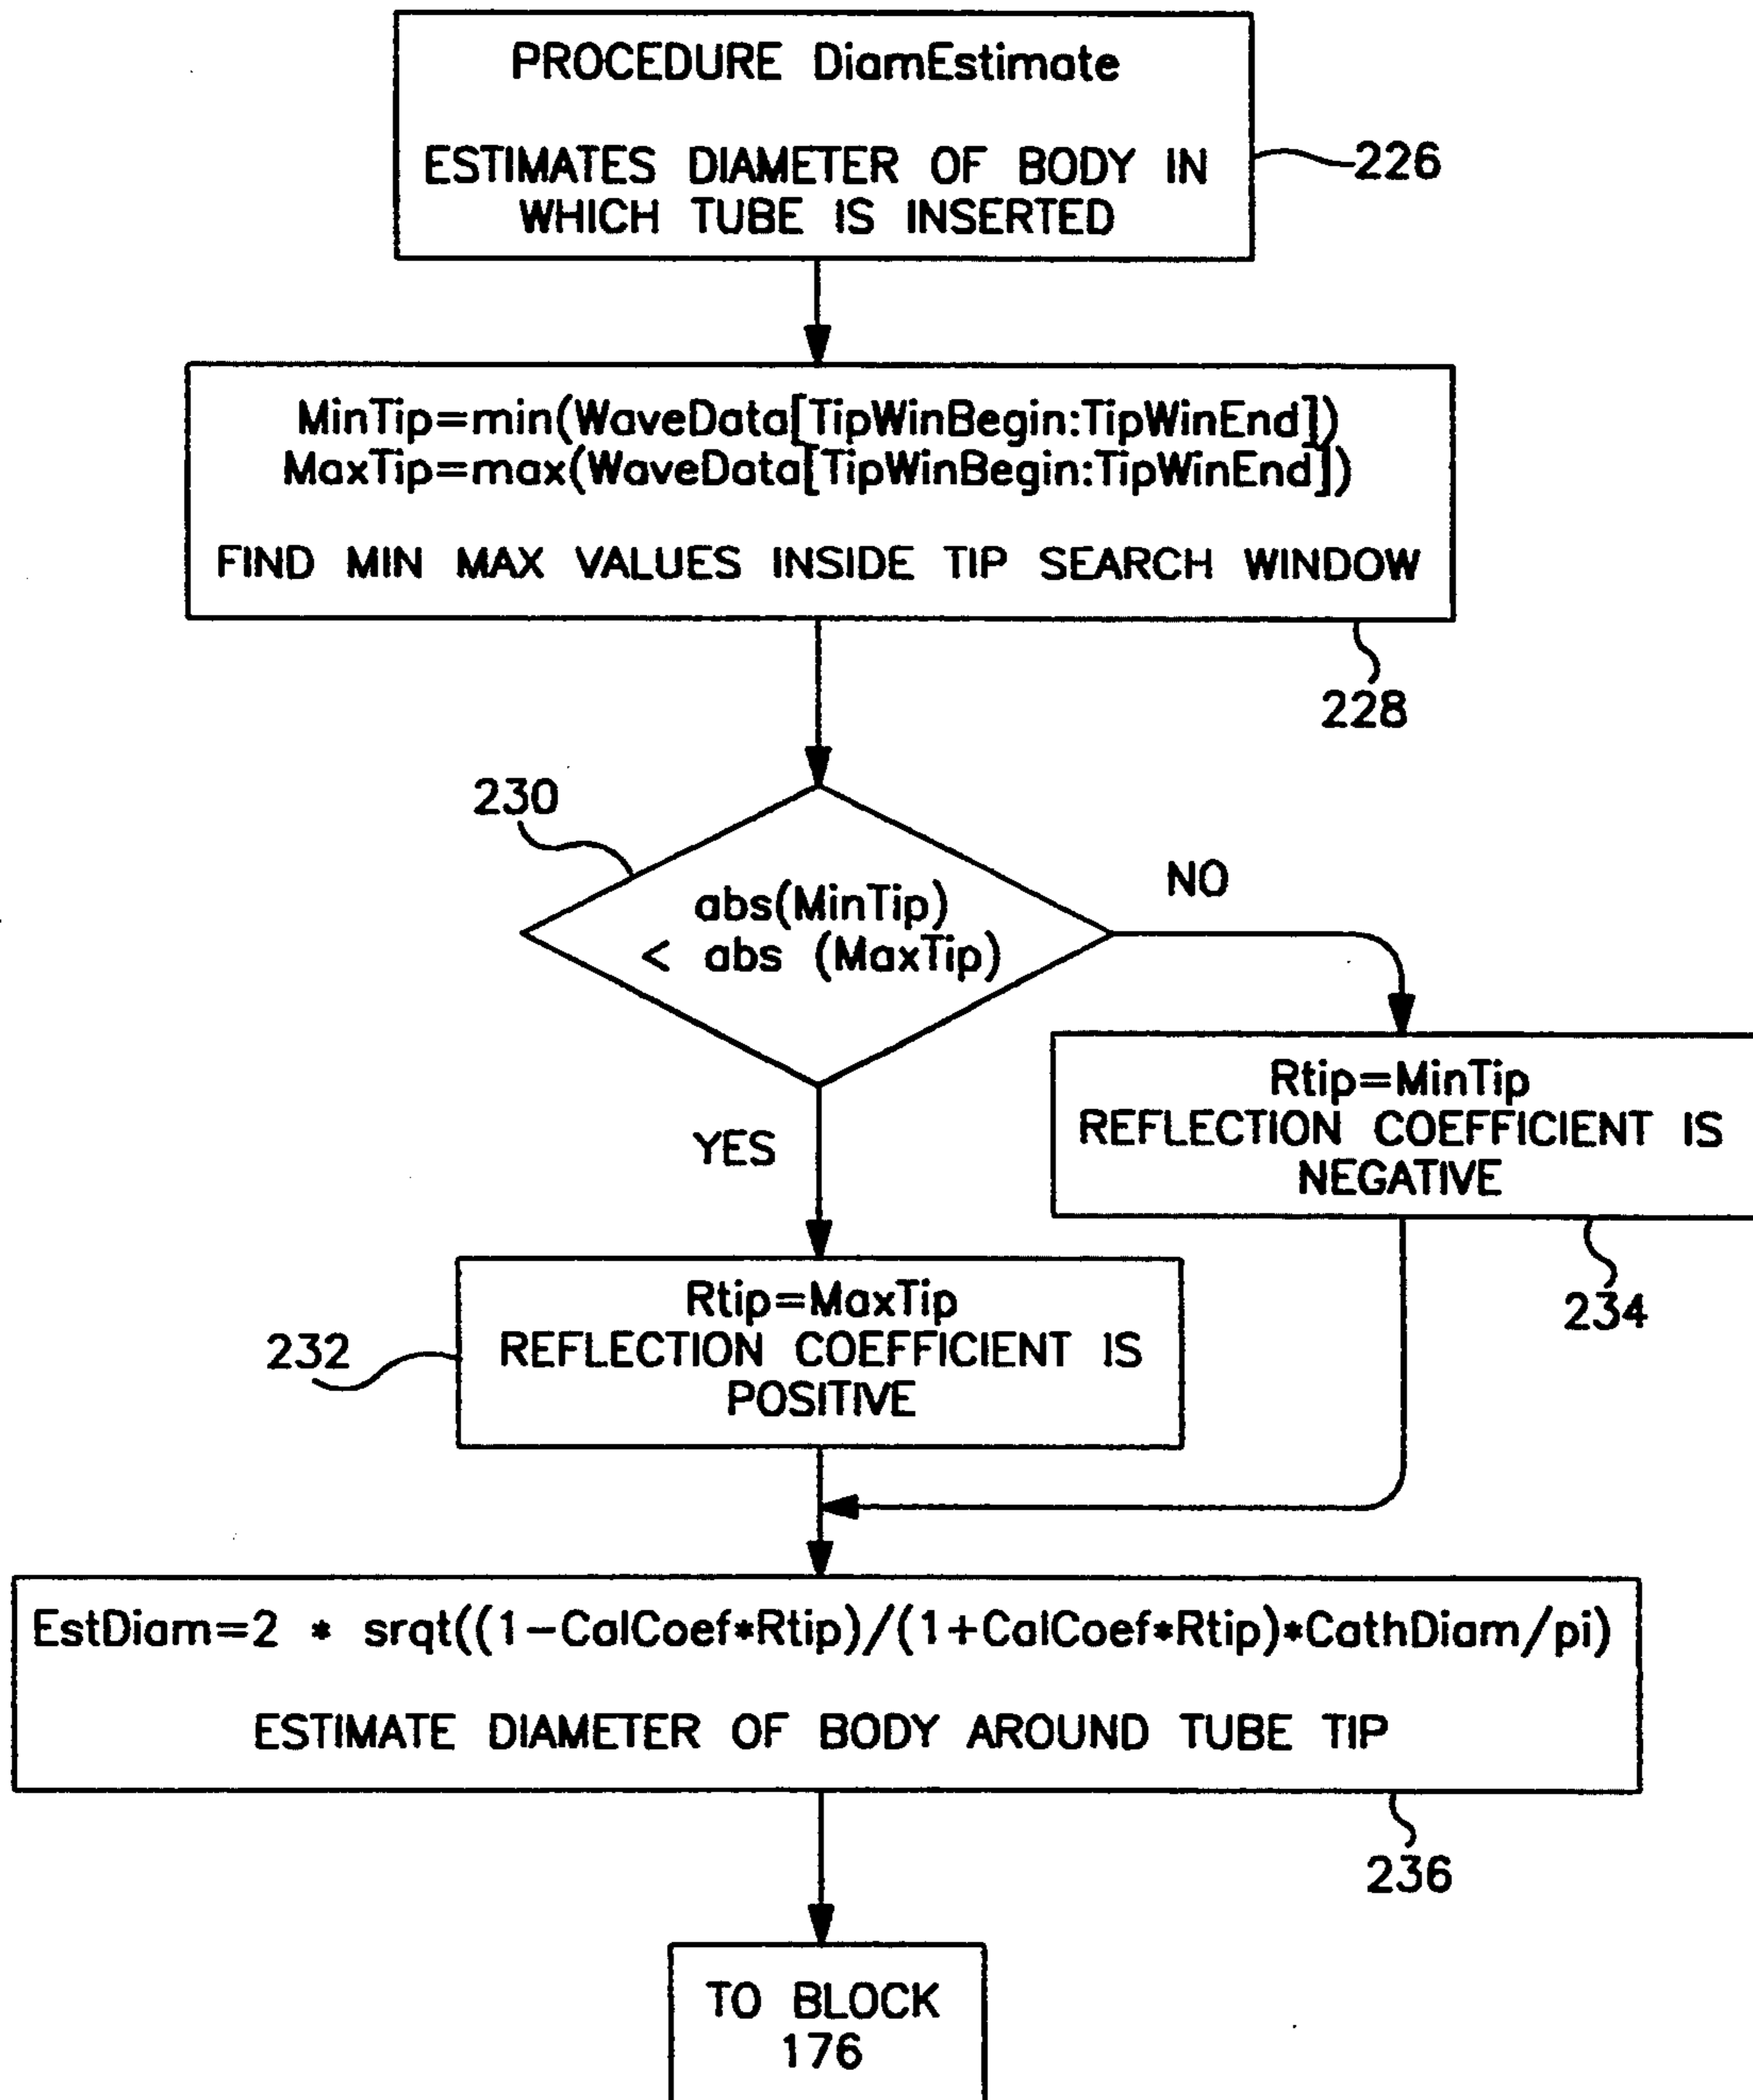 PROCEDURE DiamEstimate
ESTIMATES DIAMETER OF BODY IN
WHICH TUBE IS INSERTED
226
MinTip=min(WaveData[TipWinBegin:TipWinEnd])
MaxTip=max(WaveData[TipWinBegin:TipWinEnd])
FIND MIN MAX VALUES INSIDE TIP SEARCH WINDOW
228
230
abs(MinTip)
< abs (MaxTip)
NO
YES
Rtip=MinTip
REFLECTION COEFFICIENT IS
NEGATIVE
234
Rtip=MaxTip
REFLECTION COEFFICIENT IS
POSITIVE
232
EstDiam=2 * srqt((1-CalCoef*Rtip)/(1+CalCoef*Rtip)*CathDiam/pi)
ESTIMATE DIAMETER OF BODY AROUND TUBE TIP
236
TO BLOCK
176